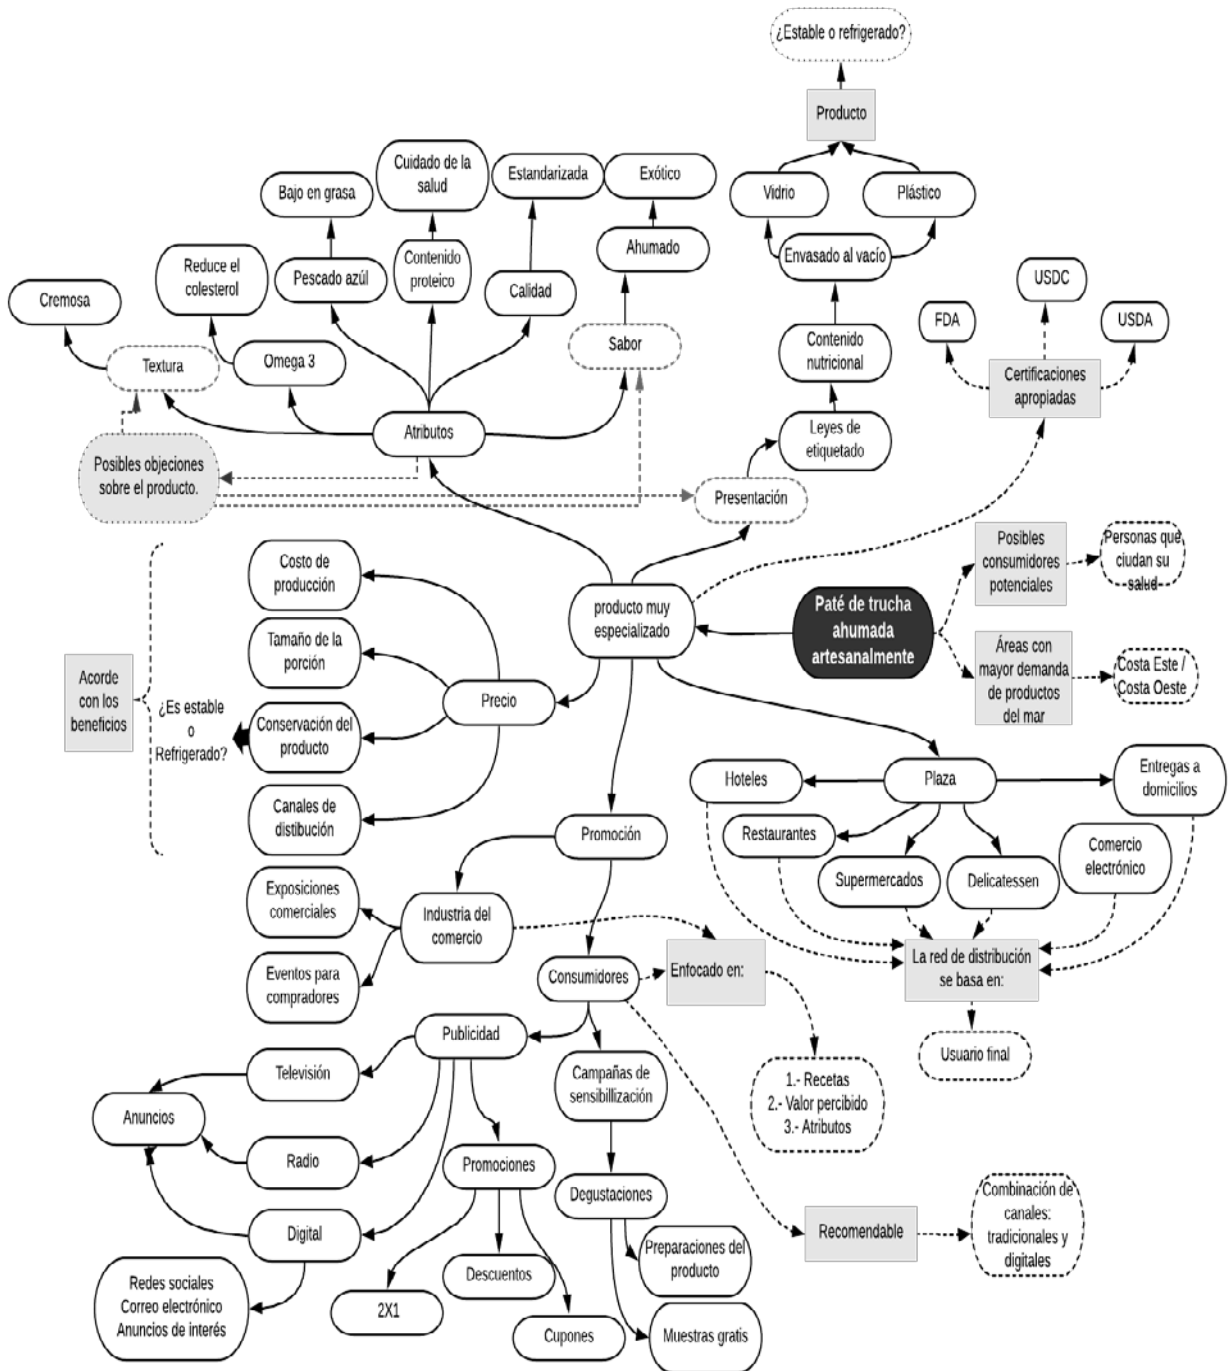 ¿Estable o refrigerado?
Producto
Vidrio
Plástico
Envasado al vacío
Contenido
nutricional
Leyes de
etiquetado
Presentación
Cuidado de la
salud
Estandarizada
Exótico
Bajo en grasa
Ahumado
Contenido
proteico
Reduce el
colesterol
Pescado azúl
Calidad
Cremosa
Sabor
Textura
Omega 3
Atributos
Posibles objeciones
sobre el producto.
USDC
FDA
USDA
Certificaciones
apropiadas
Posibles
consumidores
potenciales
Personas que
ciudan su
salud
Paté de trucha
ahumada
artesanalmente
Áreas con
mayor demanda
de productos
del mar
Costa Este /
Costa Oeste
producto muy
especializado
Costo de
producción
Tamaño de la
porción
Acorde
con los
beneficios
¿Es estable
o
Refrigerado?
Conservación del
producto
Precio
Canales de
distibución
Hoteles
Plaza
Entregas a
domicilios
Restaurantes
Supermercados
Delicatessen
Comercio
electrónico
La red de distribución
se basa en:
Usuario final
Promoción
Exposiciones
comerciales
Industria del
comercio
Eventos para
compradores
Consumidores
Enfocado en:
1.- Recetas
2.- Valor percibido
3.- Atributos
Publicidad
Televisión
Campañas de
sensibillización
Anuncios
Radio
Promociones
Degustaciones
Digital
Preparaciones del
producto
Recomendable
Combinación de
canales:
tradicionales y
digitales
Redes sociales
Correo electrónico
Anuncios de interés
2X1
Descuentos
Cupones
Muestras gratis